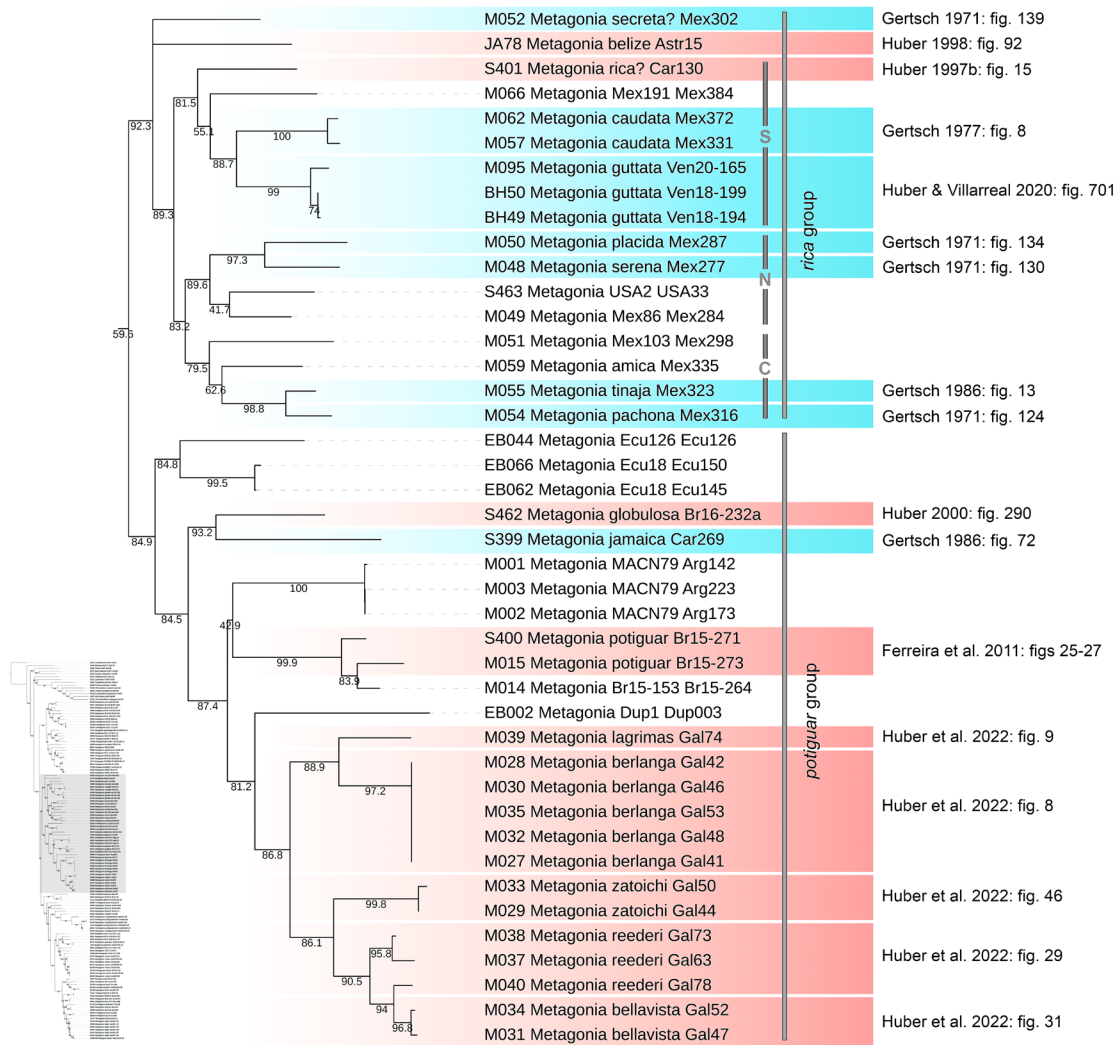 M052 Metagonia secreta? Mex302
Gertsch 1971: fig. 139
JA78 Metagonia belize Astr15
Huber 1998: fig. 92
S401 Metagonia rica? Car130
Huber 1997b: fig. 15
M066 Metagonia Mex191 Mex384
M062 Metagonia caudata Mex372
M057 Metagonia caudata Mex331
Gertsch 1977: fig. 8
M095 Metagonia guttata Ven20-165
BH50 Metagonia guttata Ven18-199
BH49 Metagonia guttata Ven18-194
Huber & Villarreal 2020: fig. 701
M050 Metagonia placida Mex287
Gertsch 1971: fig. 134
M048 Metagonia serena Mex277
Gertsch 1971: fig. 130
S463 Metagonia USA2 USA33
M049 Metagonia Mex86 Mex284
M051 Metagonia Mex103 Mex298
M059 Metagonia amica Mex335
M055 Metagonia tinaja Mex323
Gertsch 1986: fig. 13
M054 Metagonia pachona Mex316
Gertsch 1971: fig. 124
EB044 Metagonia Ecu126 Ecu126
EB066 Metagonia Ecu18 Ecu150
EB062 Metagonia Ecu18 Ecu145
S462 Metagonia globulosa Br16-232a
Huber 2000: fig. 290
S399 Metagonia jamaica Car269
Gertsch 1986: fig. 72
M001 Metagonia MACN79 Arg142
M003 Metagonia MACN79 Arg223
M002 Metagonia MACN79 Arg173
S400 Metagonia potiguar Br15-271
M015 Metagonia potiguar Br15-273
Ferreira et al. 2011: figs 25-27
M014 Metagonia Br15-153 Br15-264
EB002 Metagonia Dup1 Dup003
M039 Metagonia lagrimas Gal74
Huber et al. 2022: fig. 9
M028 Metagonia berlanga Gal42
M030 Metagonia berlanga Gal46
M035 Metagonia berlanga Gal53
M032 Metagonia berlanga Gal48
M027 Metagonia berlanga Gal41
Huber et al. 2022: fig. 8
M033 Metagonia zatoichi Gal50
M029 Metagonia zatoichi Gal44
Huber et al. 2022: fig. 46
M038 Metagonia reederi Gal73
M037 Metagonia reederi Gal63
M040 Metagonia reederi Gal78
Huber et al. 2022: fig. 29
M034 Metagonia bellavista Gal52
M031 Metagonia bellavista Gal47
Huber et al. 2022: fig. 31
S
N
C
rica group
potiguar group
92.3
81.5
55.1
100
88.7
99
74
89.3
97.3
89.6
41.7
83.2
79.5
62.6
98.8
59.6
84.8
99.5
84.9
93.2
84.5
100
42.9
99.9
83.9
87.4
81.2
88.9
97.2
86.8
99.8
86.1
95.8
90.5
94
96.8